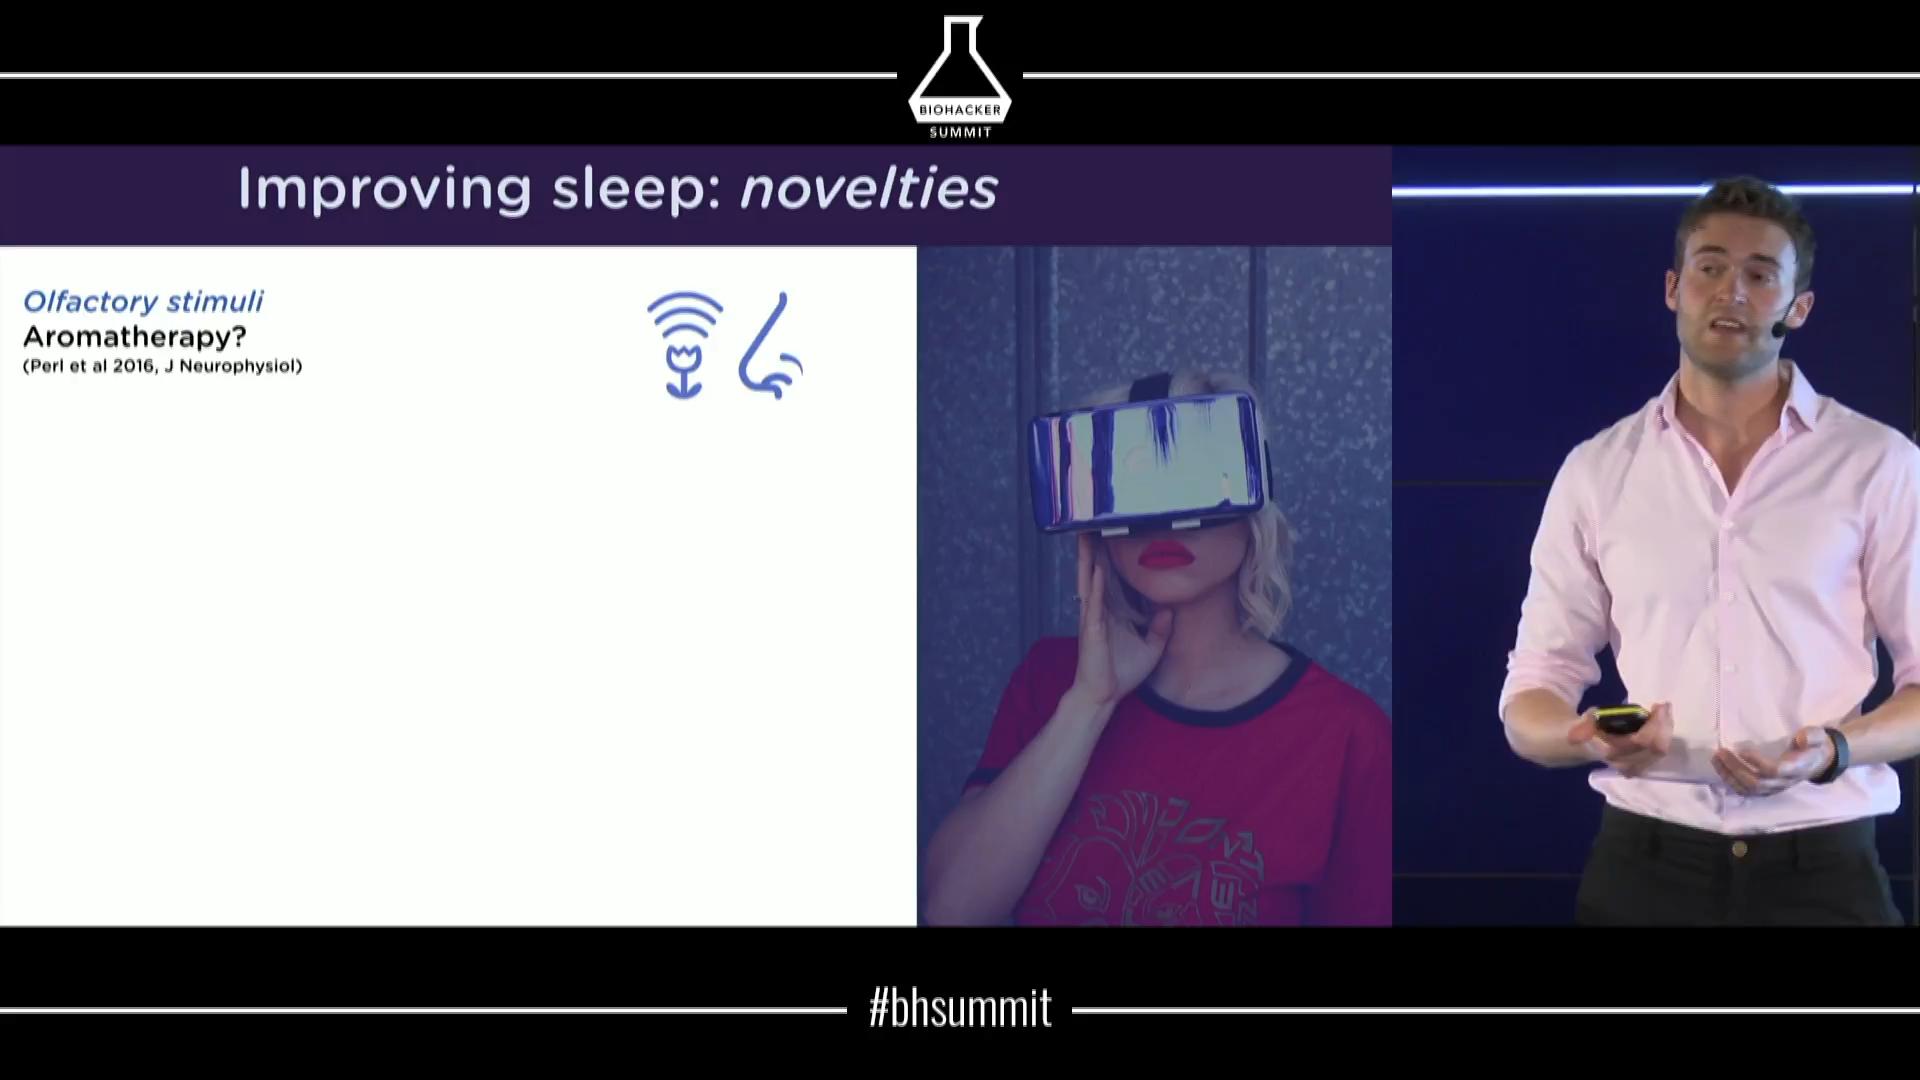 BIOHACKER
SUMMIT
Improving sleep: novelties
Olfactory stimuli
Aromatherapy?
(Perl et al 2016, J Neurophysiol)
#bhsummit